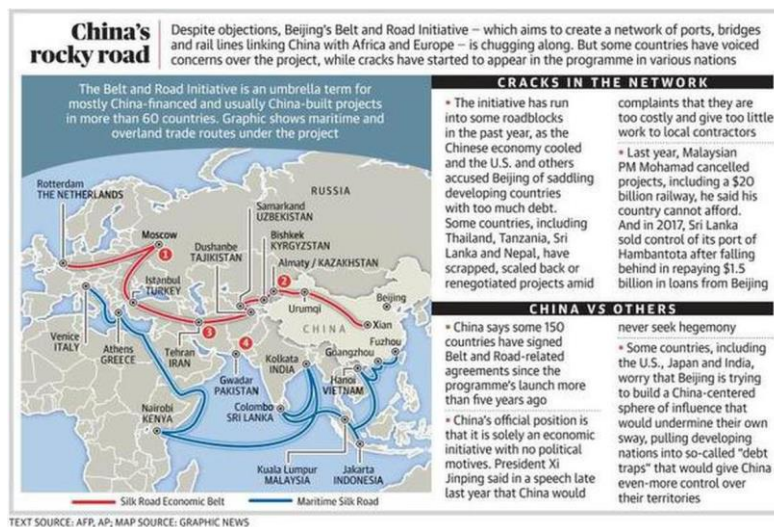 China's
rocky road
Despite objections, Beijing's Belt and Road Initiative – which aims to create a network of ports, bridges
and rail lines linking China with Africa and Europe – is chugging along. But some countries have voiced
concerns over the project, while cracks have started to appear in the programme in various nations
The Belt and Road Initiative is an umbrella term for
mostly China-financed and usually China-built projects
in more than 60 countries. Graphic shows maritime and
overland trade routes under the project
Rotterdam
THE NETHERLANDS
RUSSIA
Samarkand
UZBEKISTAN
Moscow
1
Bishkek
KYRGYZSTAN
Dushanbe
TAJIKISTAN
Almaty / KAZAKHSTAN
2
Istanbul
TURKEY
Urumqi
Beijing
CHINA
Xian
Venice
ITALY
Athens
GREECE
Tehran
IRAN
3
4
Kolkata
INDIA
Guangzhou
Fuzhou
Gwadar
PAKISTAN
Hanoi
VIETNAM
Nairobi
KENYA
Colombo
SRI LANKA
Kuala Lumpur
MALAYSIA
Jakarta
INDONESIA
Silk Road Economic Belt
Maritime Silk Road
CRACKS IN THE NETWORK
• The initiative has run
into some roadblocks
in the past year, as the
Chinese economy cooled
and the U.S. and others
accused Beijing of saddling
developing countries
with too much debt.
Some countries, including
Thailand, Tanzania, Sri
Lanka and Nepal, have
scrapped, scaled back or
renegotiated projects amid
complaints that they are
too costly and give too little
work to local contractors
• Last year, Malaysian
PM Mohamad cancelled
projects, including a $20
billion railway, he said his
country cannot afford.
And in 2017, Sri Lanka
sold control of its port of
Hambantota after falling
behind in repaying $1.5
billion in loans from Beijing
CHINA VS OTHERS
• China says some 150
countries have signed
Belt and Road-related
agreements since the
programme's launch more
than five years ago
• China's official position is
that it is solely an economic
initiative with no political
motives. President Xi
Jinping said in a speech late
last year that China would
never seek hegemony
• Some countries, including
the U.S., Japan and India,
worry that Beijing is trying
to build a China-centered
sphere of influence that
would undermine their own
sway, pulling developing
nations into so-called "debt
traps" that would give China
even-more control over
their territories
TEXT SOURCE: AFP, AP; MAP SOURCE: GRAPHIC NEWS